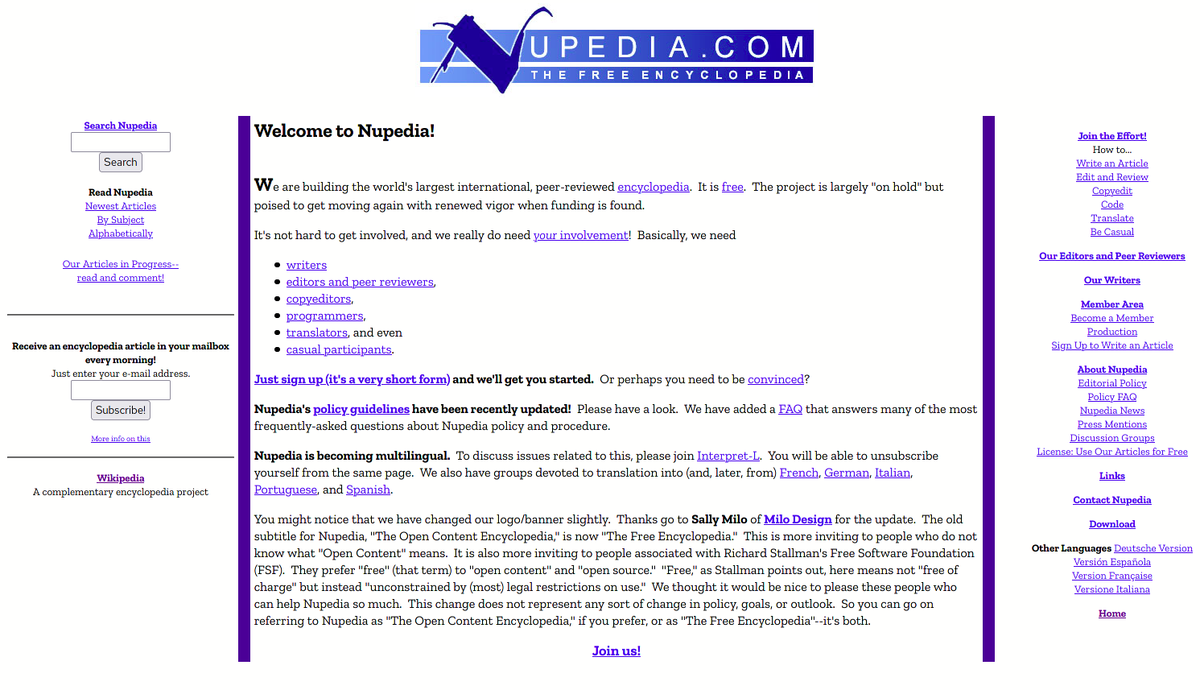 NUPEDIA.COM
THE FREE ENCYCLOPEDIA
Search Nupedia
Search
Read Nupedia
Newest Articles
By Subject
Alphabetically
Our Articles in Progress--
read and comment!
Receive an encyclopedia article in your mailbox
every morning!
Just enter your e-mail address.
Subscribe!
More info on this
Wikipedia
A complementary encyclopedia project
Welcome to Nupedia!
We are building the world's largest international, peer-reviewed encyclopedia. It is free. The project is largely "on hold" but
poised to get moving again with renewed vigor when funding is found.
It's not hard to get involved, and we really do need your involvement! Basically, we need
• writers
• editors and peer reviewers,
• copyeditors,
• programmers,
• translators, and even
• casual participants.
Just sign up (it's a very short form) and we'll get you started. Or perhaps you need to be convinced?
Nupedia's policy guidelines have been recently updated! Please have a look. We have added a FAQ that answers many of the most
frequently-asked questions about Nupedia policy and procedure.
Nupedia is becoming multilingual. To discuss issues related to this, please join Interpret-L. You will be able to unsubscribe
yourself from the same page. We also have groups devoted to translation into (and, later, from) French, German, Italian,
Portuguese, and Spanish.
You might notice that we have changed our logo/banner slightly. Thanks go to Sally Milo of Milo Design for the update. The old
subtitle for Nupedia, "The Open Content Encyclopedia," is now "The Free Encyclopedia." This is more inviting to people who do not
know what "Open Content" means. It is also more inviting to people associated with Richard Stallman's Free Software Foundation
(FSF). They prefer "free" (that term) to "open content" and "open source." "Free," as Stallman points out, here means not "free of
charge" but instead "unconstrained by (most) legal restrictions on use." We thought it would be nice to please these people who
can help Nupedia so much. This change does not represent any sort of change in policy, goals, or outlook. So you can go on
referring to Nupedia as "The Open Content Encyclopedia," if you prefer, or as "The Free Encyclopedia"--it's both.
Join us!
Join the Effort!
How to...
Write an Article
Edit and Review
Copyedit
Code
Translate
Be Casual
Our Editors and Peer Reviewers
Our Writers
Member Area
Become a Member
Production
Sign Up to Write an Article
About Nupedia
Editorial Policy
Policy FAQ
Nupedia News
Press Mentions
Discussion Groups
License: Use Our Articles for Free
Links
Contact Nupedia
Download
Other Languages Deutsche Version
Versión Española
Version Française
Versione Italiana
Home